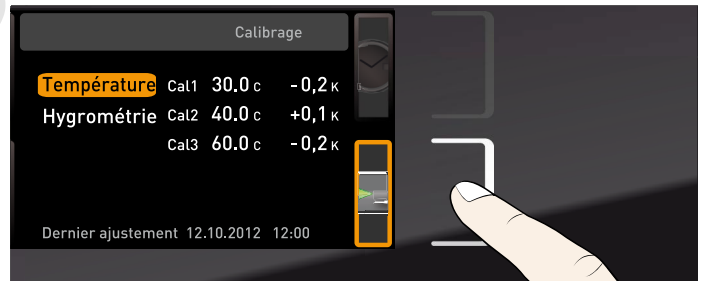 Calibrage
Température Cal1 30.0 c -0,2 K
Hygrométrie Cal2 40.0 c +0,1 K
Cal3 60.0 c -0,2 K
Dernier ajustement 12.10.2012 12:00